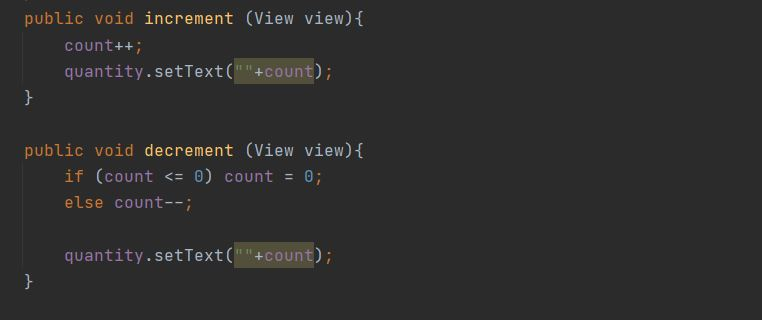 public void increment (View view){
count++;
quantity.setText(""+count);
}
public void decrement (View view){
if (count <= 0) count = 0;
else count--;
quantity.setText(""+count);
}